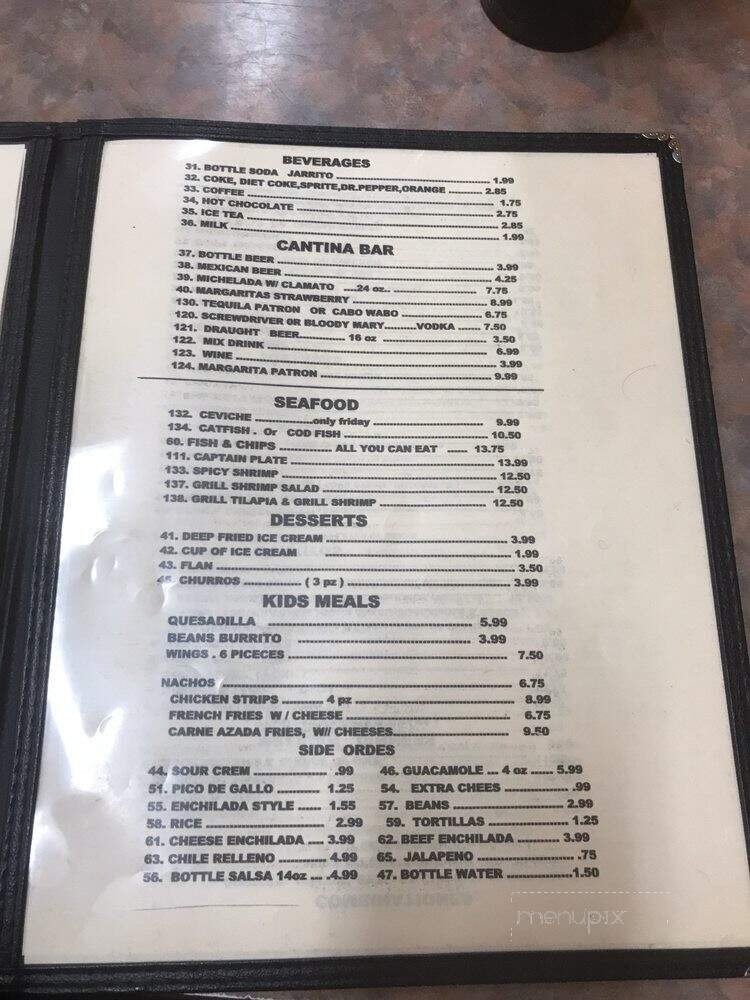 BEVERAGES
31. BOTTLE SODA JARRITO 1.99
32. COKE, DIET COKE,SPRITE,DR.PEPPER,ORANGE 2.85
33. COFFEE 1.75
34, HOT CHOCOLATE 2.75
35. ICE TEA 2.85
36. MILK 1.99
CANTINA BAR
37. BOTTLE BEER 3.99
38. MEXICAN BEER 4.25
39. MICHELADA W/ CLAMATO ....24 oz.. 7.75
40. MARGARITAS STRAWBERRY 8.99
130. TEQUILA PATRON OR CABO WABO 6.75
120. SCREWDRIVER OR BLOODY MARY..........VODKA ....... 7.50
121. DRAUGHT BEER 16 oz 3.50
122. MIX DRINK 6.99
123. WINE 3.99
124. MARGARITA PATRON 9.99
SEAFOOD
132. CEVICHE only friday 9.99
134. CATFISH . Or COD FISH 10.50
60. FISH & CHIPS ALL YOU CAN EAT ...... 13.75
111. CAPTAIN PLATE 13.99
133. SPICY SHRIMP 12.50
137. GRILL SHRIMP SALAD 12.50
138. GRILL TILAPIA & GRILL SHRIMP 12.50
DESSERTS
41. DEEP FRIED ICE CREAM 3.99
42. CUP OF ICE CREAM 1.99
43. FLAN 3.50
CHURROS ( 3 pz ) 3.99
KIDS MEALS
QUESADILLA 5.99
BEANS BURRITO 3.99
WINGS . 6 PICECES 7.50
NACHOS 6.75
CHICKEN STRIPS 4 pz 8.99
FRENCH FRIES W / CHEESE 6.75
CARNE AZADA FRIES, W// CHEESES 9.50
SIDE ORDES
44. SOUR CREM .99 46. GUACAMOLE ... 4 oz ...... 5.99
51. PICO DE GALLO 1.25 54. EXTRA CHEES .99
55. ENCHILADA STYLE 1.55 57. BEANS 2.99
58. RICE 2.99 59. TORTILLAS 1.25
61. CHEESE ENCHILADA .... 3.99 62. BEEF ENCHILADA 3.99
63. CHILE RELLENO 4.99 65. JALAPENO .75
56. BOTTLE SALSA 14oz ... .4.99 47. BOTTLE WATER 1.50
menupix